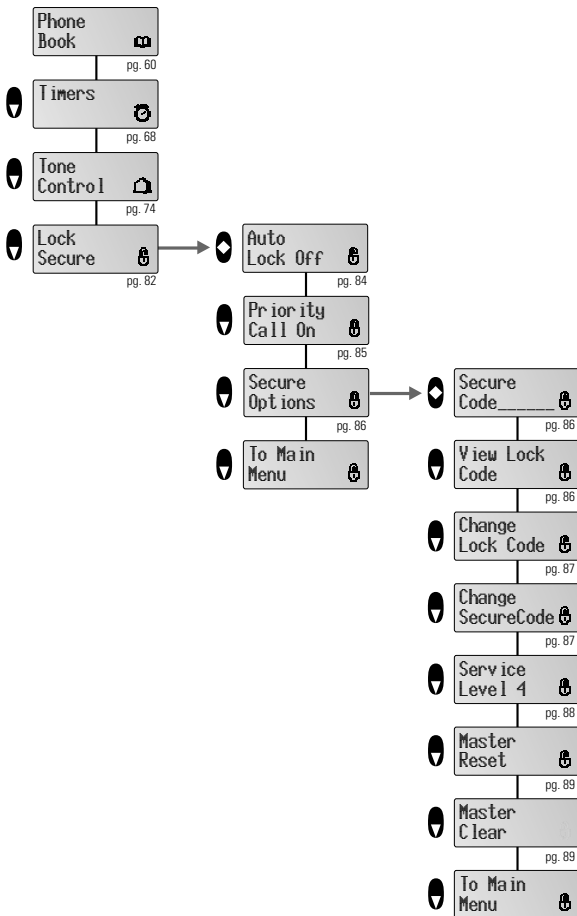 Phone
Book
pg. 60
Timers
pg. 68
Tone
Control
pg. 74
Lock
Secure
pg. 82
Auto
Lock Off
pg. 84
Priority
Call On
pg. 85
Secure
Options
pg. 86
To Main
Menu
Secure
Code______
pg. 86
View Lock
Code
pg. 86
Change
Lock Code
pg. 87
Change
SecureCode
pg. 87
Service
Level 4
pg. 88
Master
Reset
pg. 89
Master
Clear
pg. 89
To Main
Menu